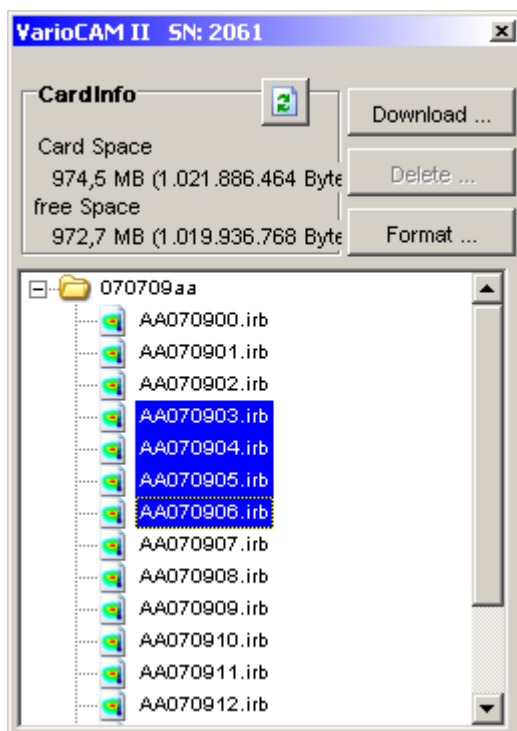 VarioCAM II SN: 2061
CardInfo
Download ...
Card Space
974,5 MB (1.021.886.464 Byte
Delete ...
free Space
972,7 MB (1.019.936.768 Byte
Format ...
070709aa
AA070900.irb
AA070901.irb
AA070902.irb
AA070903.irb
AA070904.irb
AA070905.irb
AA070906.irb
AA070907.irb
AA070908.irb
AA070909.irb
AA070910.irb
AA070911.irb
AA070912.irb